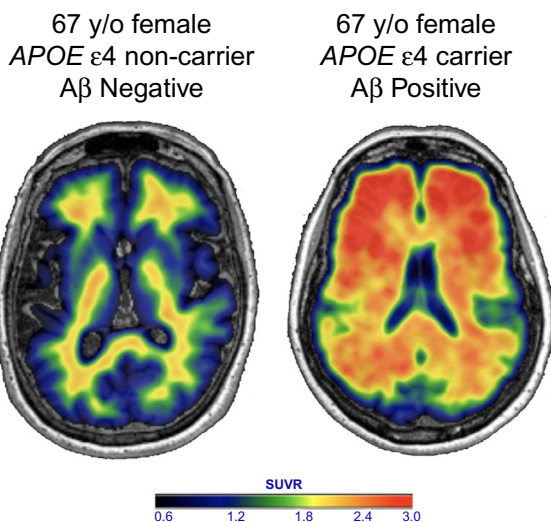 67 y/o female
APOE ε4 non-carrier
Aβ Negative
67 y/o female
APOE ε4 carrier
Aβ Positive
SUVR
0.6 1.2 1.8 2.4 3.0